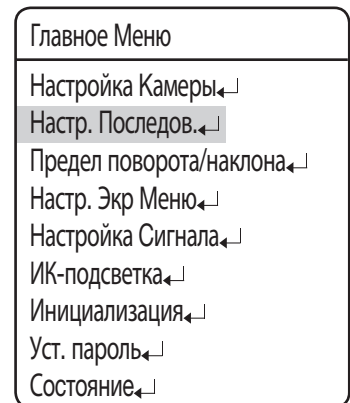 Главное Меню
Настройка Камеры↵
Настр. Последов.↵
Предел поворота/наклона↵
Настр. Экр Меню↵
Настройка Сигнала↵
ИК-подсветка↵
Инициализация↵
Уст. пароль↵
Состояние↵